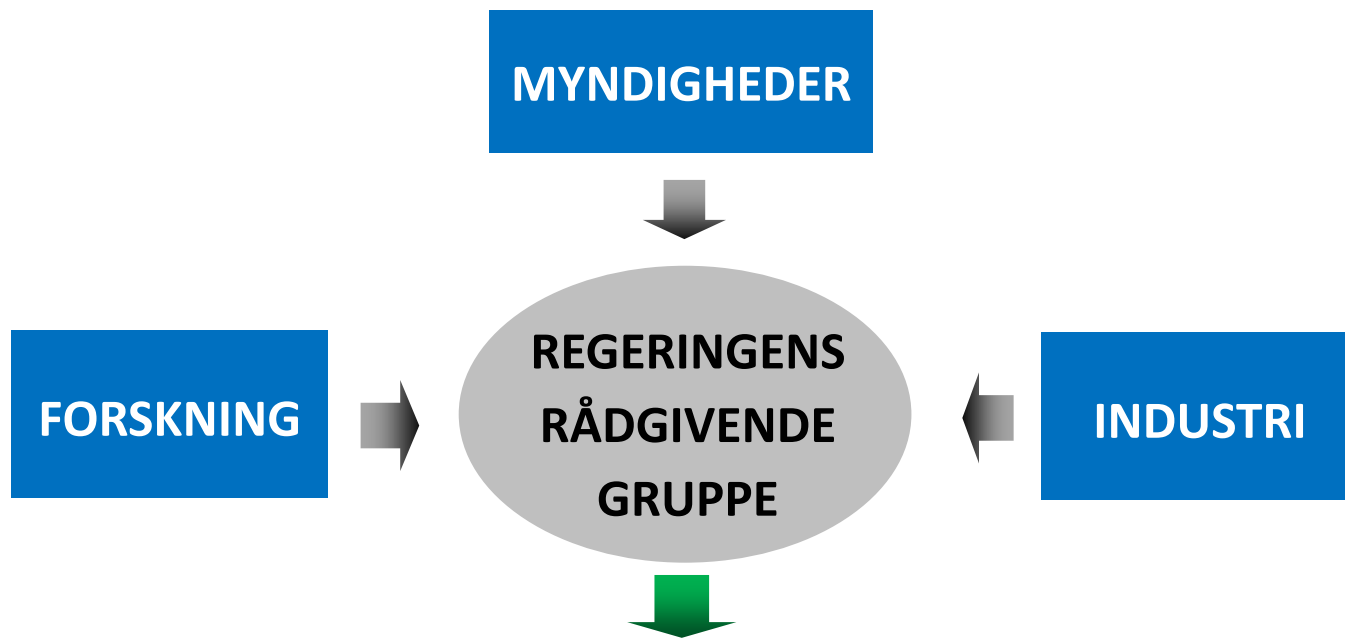 MYNDIGHEDER
REGERINGENS
RÅDGIVENDE
GRUPPE
FORSKNING
INDUSTRI